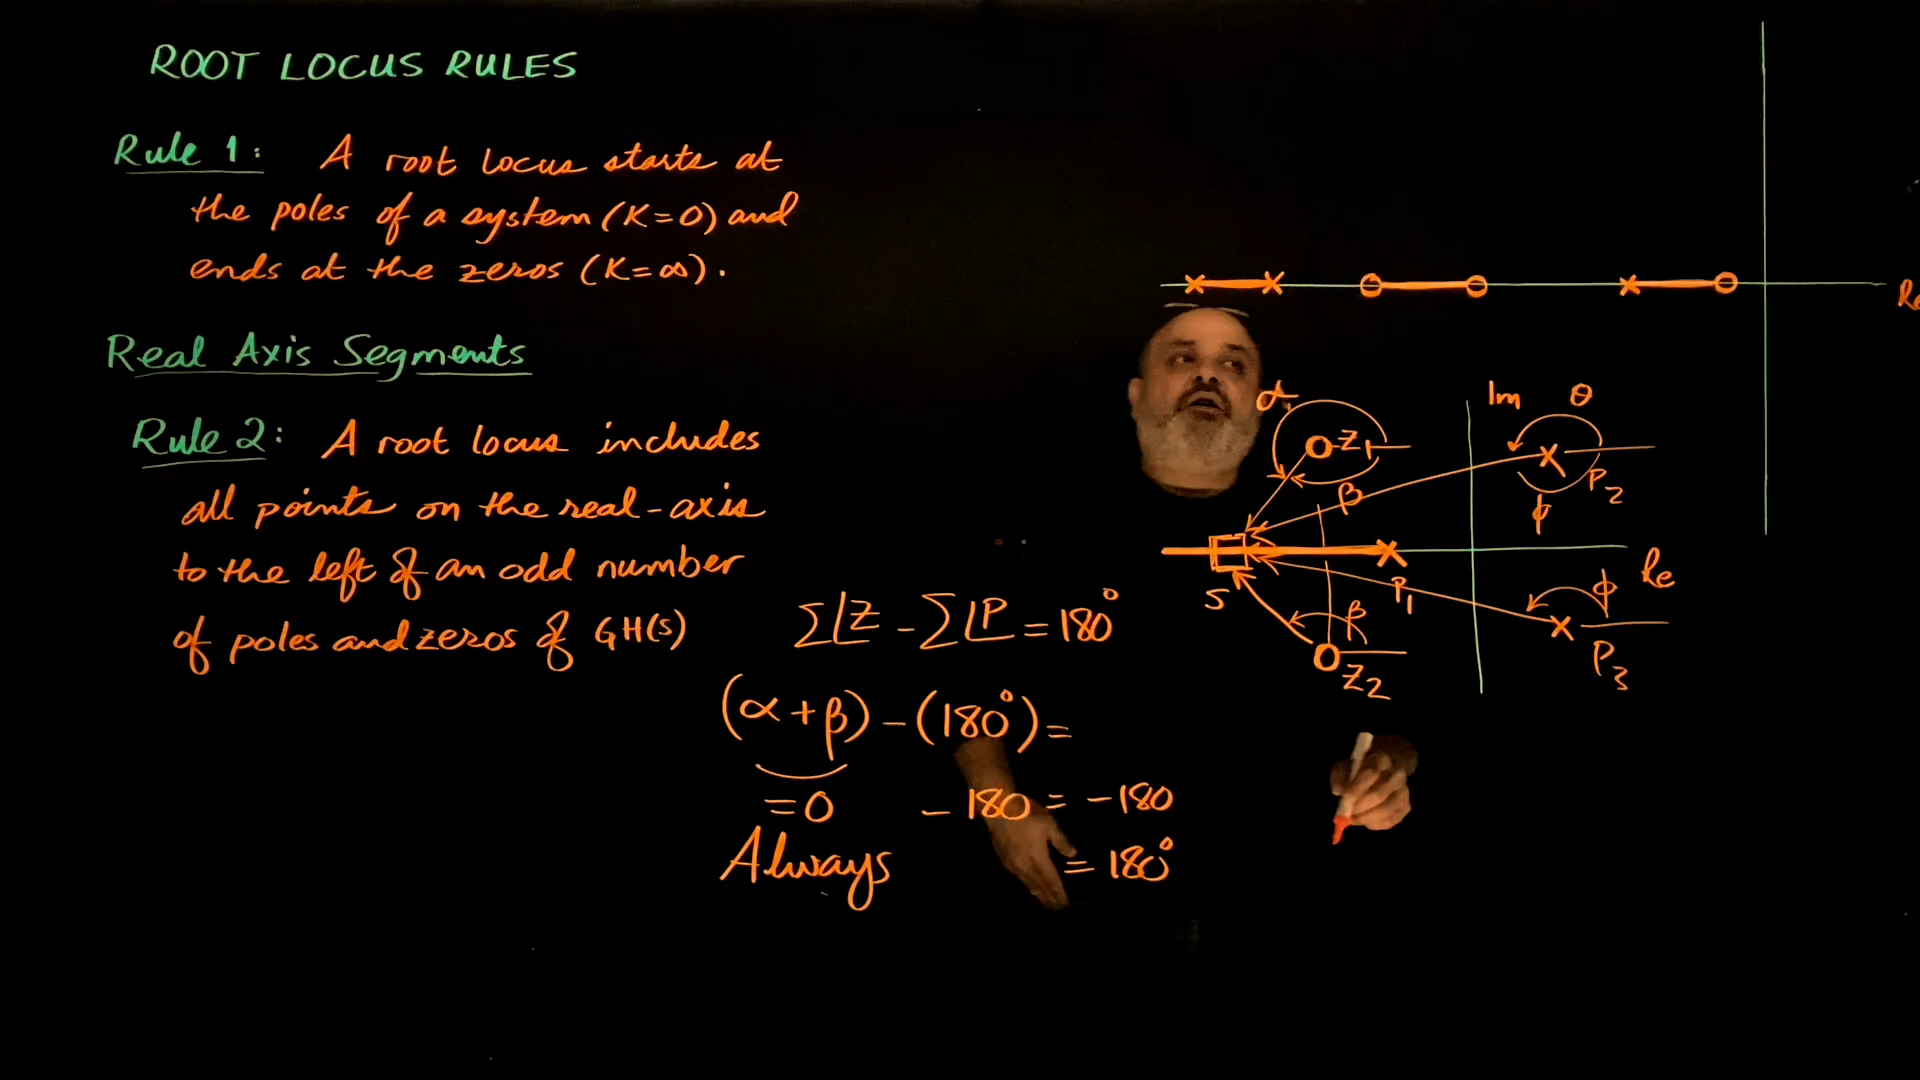 ROOT LOCUS RULES
Rule 1: A root locus starts at
the poles of a system (K=0) and
ends at the zeros (K=∞).
Real Axis Segments
Rule 2: A root locus includes
all points on the real-axis
to the left of an odd number
of poles and zeros of GH(s)
Σ∠Z - Σ∠P = 180°
(α+β) - (180°) =
=0 - 180 = -180
Always = 180°
Re
Im θ
α Z1
β P2
φ
Re
S P1 φ
β
Z2 P3